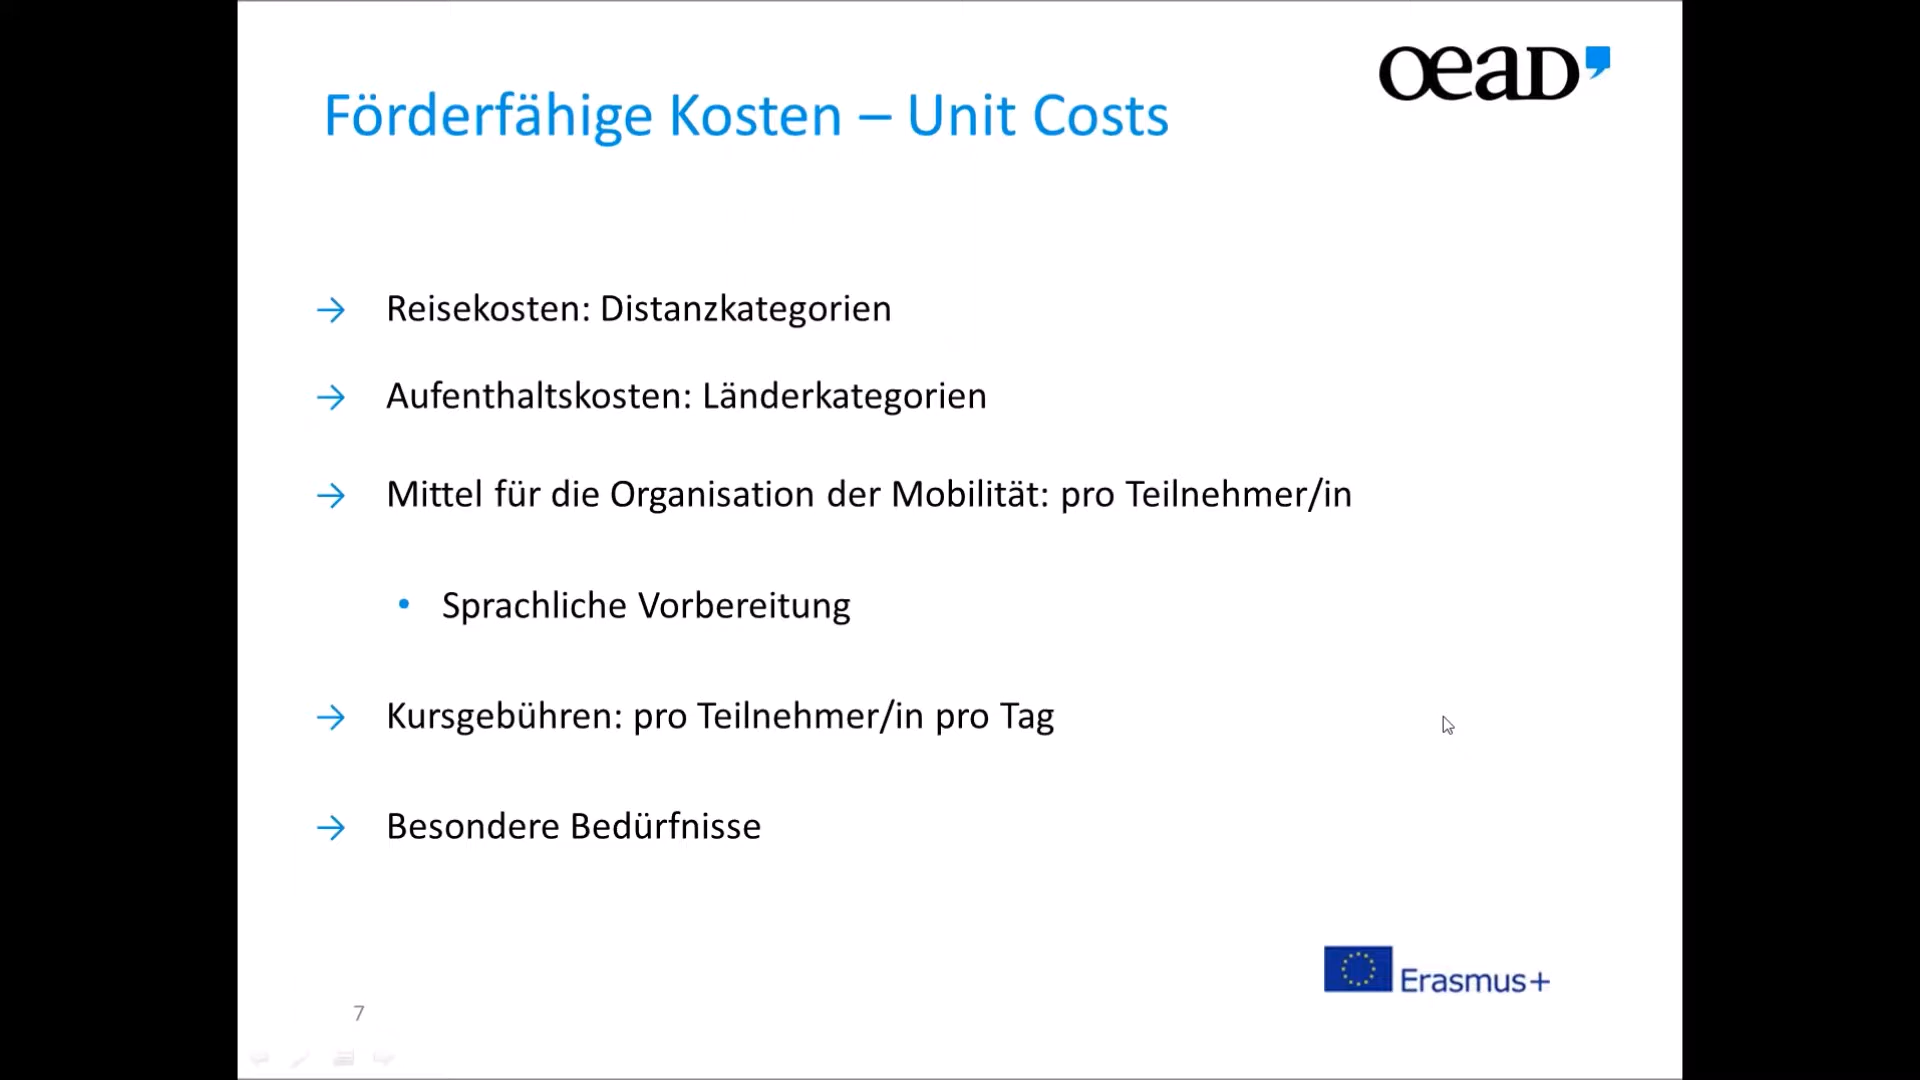 OeAD
Förderfähige Kosten – Unit Costs
→ Reisekosten: Distanzkategorien
→ Aufenthaltskosten: Länderkategorien
→ Mittel für die Organisation der Mobilität: pro Teilnehmer/in
• Sprachliche Vorbereitung
→ Kursgebühren: pro Teilnehmer/in pro Tag
→ Besondere Bedürfnisse
Erasmus+
7